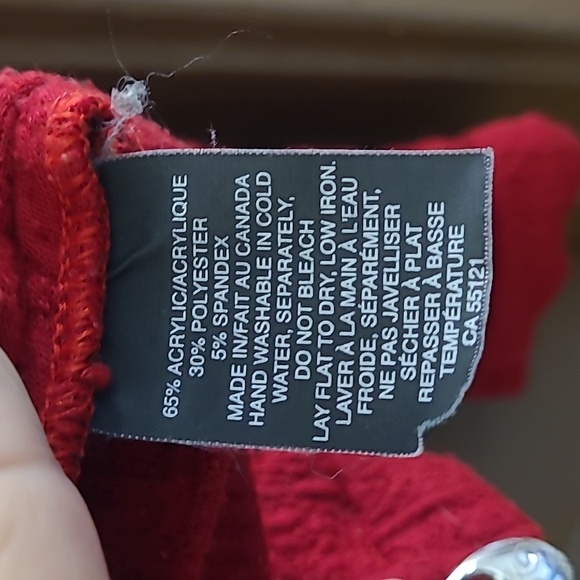 65% ACRYLIC/ACRYLIQUE
30% POLYESTER
5% SPANDEX
MADE IN/FAIT AU CANADA
HAND WASHABLE IN COLD
WATER, SEPARATELY,
DO NOT BLEACH
LAY FLAT TO DRY, LOW IRON.
LAVER À LA MAIN À L'EAU
FROIDE, SÉPARÉMENT,
NE PAS JAVELLISER
SÉCHER À PLAT
REPASSER À BASSE
TEMPÉRATURE
CA 55121